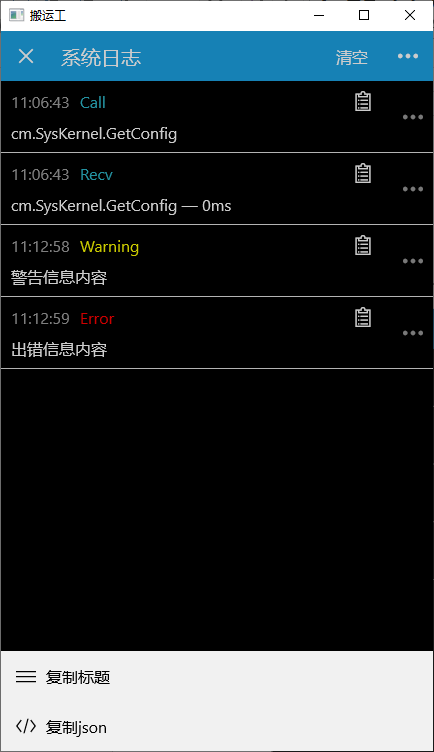 搬运工
系统日志 清空
11:06:43 Call
cm.SysKernel.GetConfig
11:06:43 Recv
cm.SysKernel.GetConfig — 0ms
11:12:58 Warning
警告信息内容
11:12:59 Error
出错信息内容
复制标题
复制json